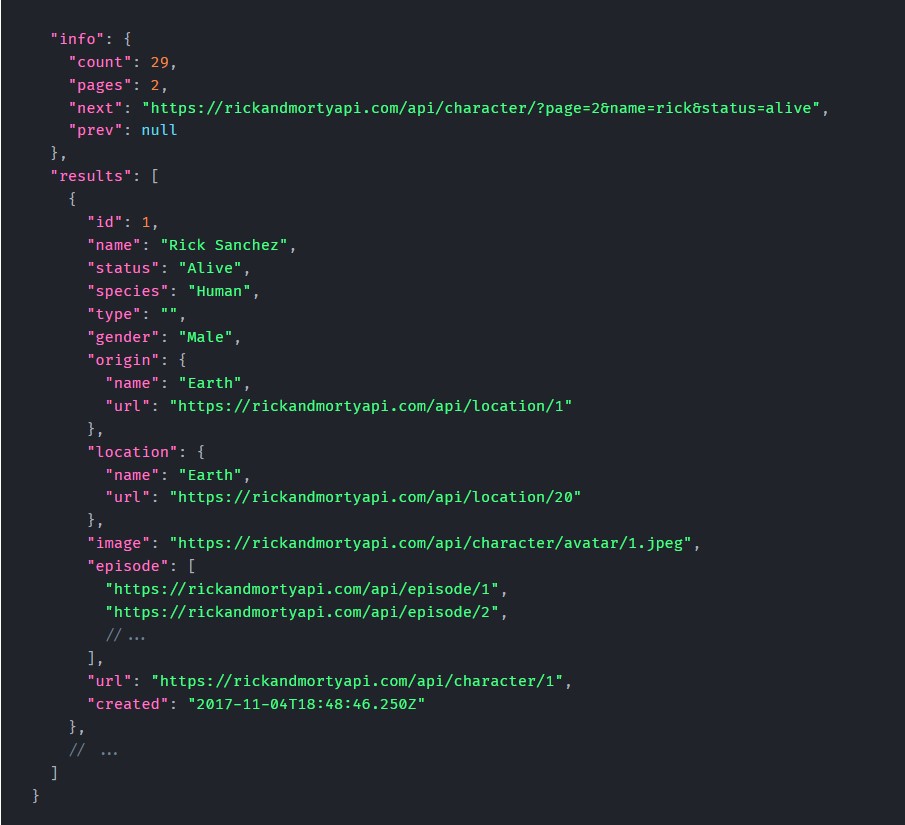 "info": {
"count": 29,
"pages": 2,
"next": "https://rickandmortyapi.com/api/character/?page=2&name=rick&status=alive",
"prev": null
},
"results": [
{
"id": 1,
"name": "Rick Sanchez",
"status": "Alive",
"species": "Human",
"type": "",
"gender": "Male",
"origin": {
"name": "Earth",
"url": "https://rickandmortyapi.com/api/location/1"
},
"location": {
"name": "Earth",
"url": "https://rickandmortyapi.com/api/location/20"
},
"image": "https://rickandmortyapi.com/api/character/avatar/1.jpeg",
"episode": [
"https://rickandmortyapi.com/api/episode/1",
"https://rickandmortyapi.com/api/episode/2",
//...
],
"url": "https://rickandmortyapi.com/api/character/1",
"created": "2017-11-04T18:48:46.250Z"
},
// ...
]
}